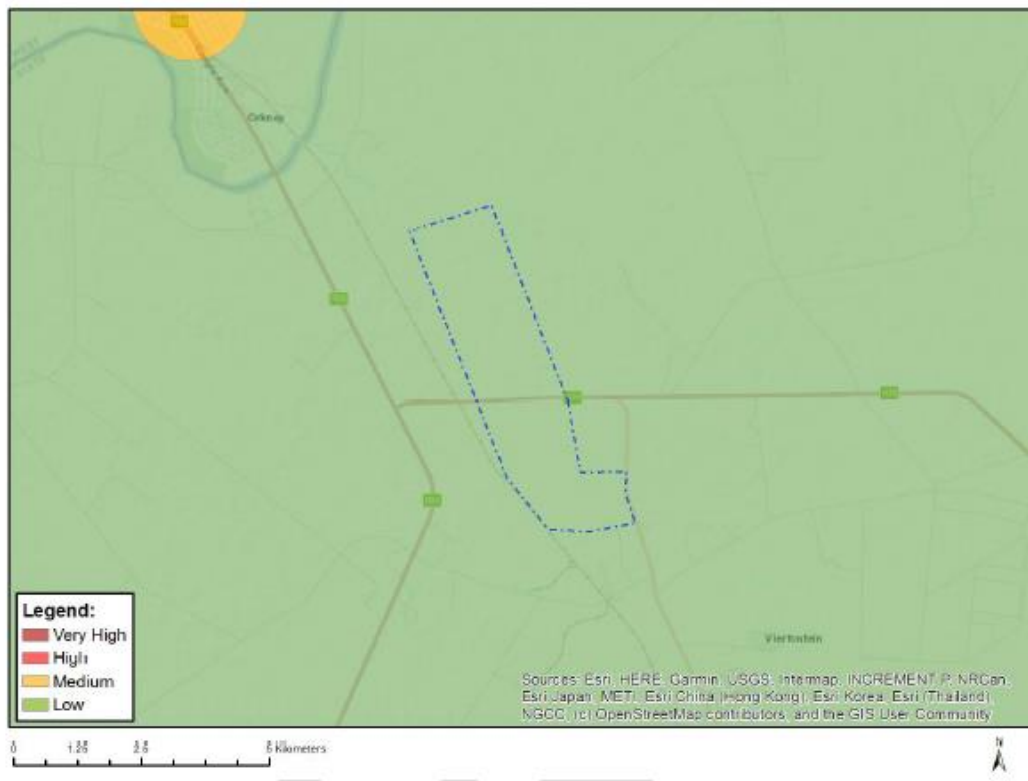 Orkney
Vierfontein
Legend:
Very High
High
Medium
Low
Sources: Esri, HERE, Garmin, USGS, Intermap, INCREMENT P, NRCan,
Esri Japan, METI, Esri China (Hong Kong), Esri Korea, Esri (Thailand),
NGCC, (c) OpenStreetMap contributors, and the GIS User Community
0 1.25 2.5 5 Kilometers
N